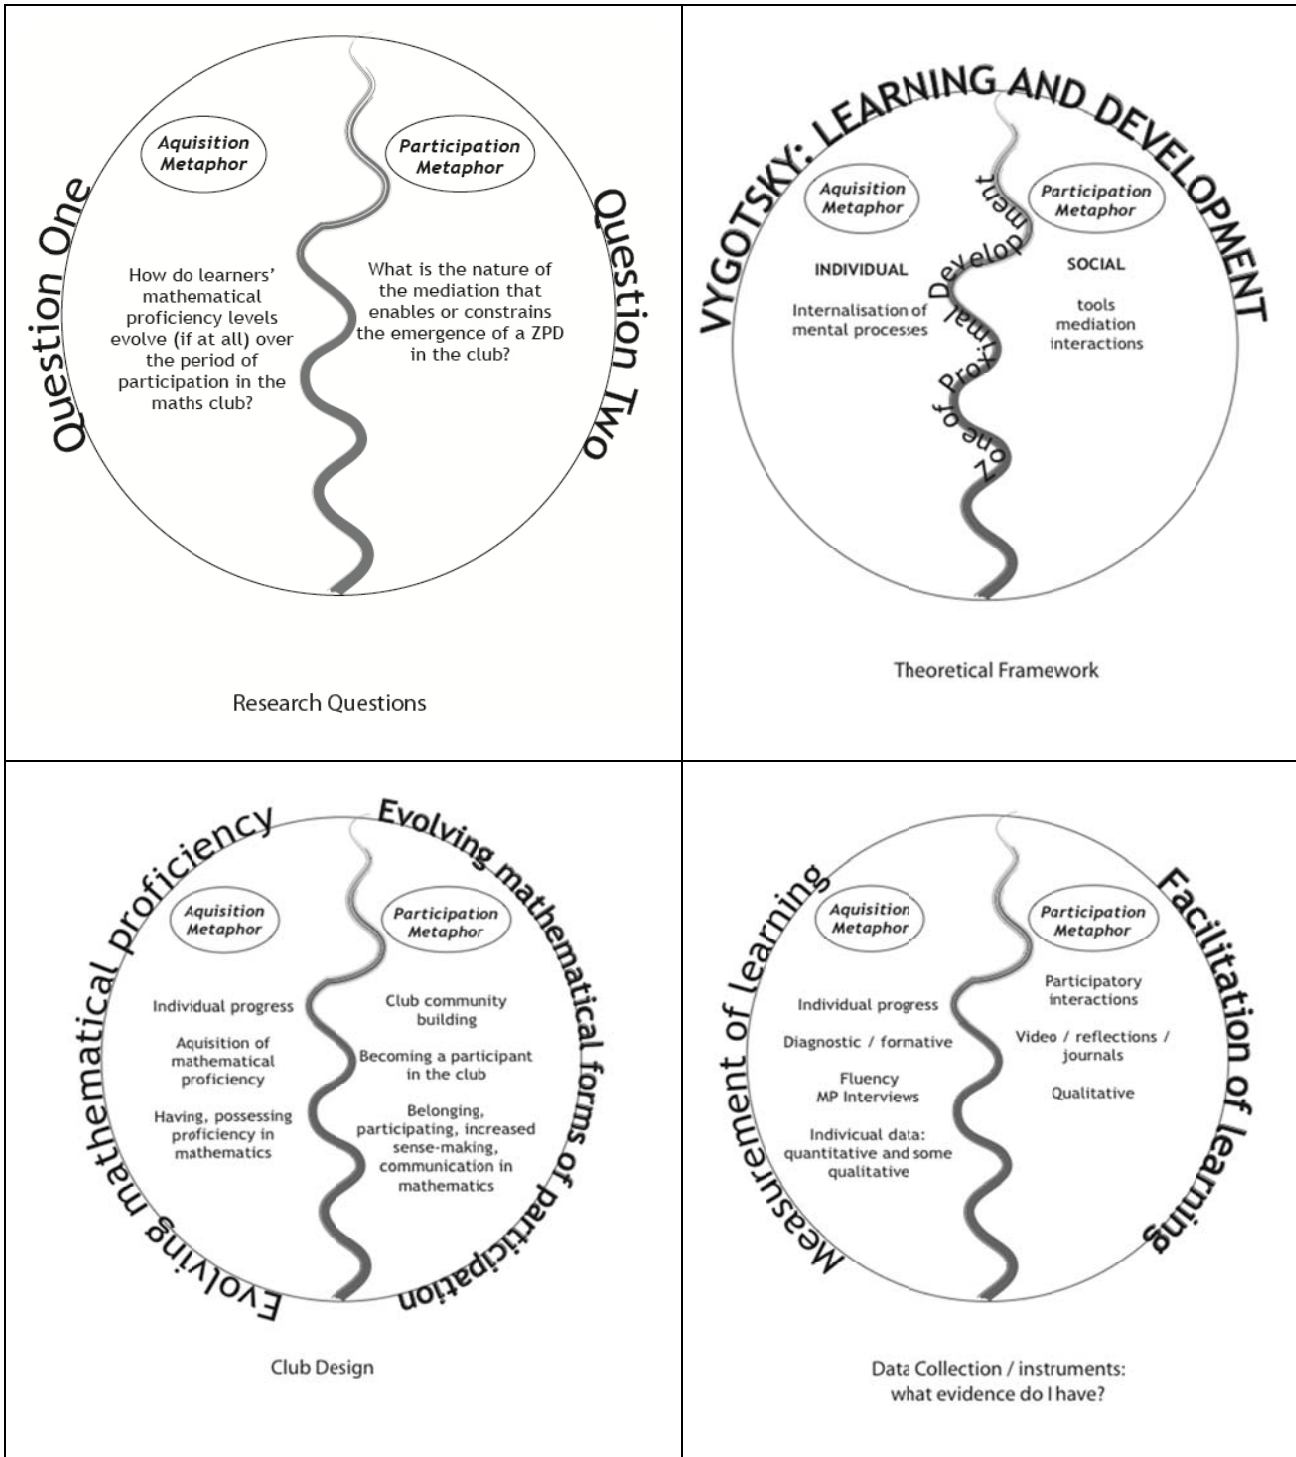 Question One
Aquisition
Metaphor
How do learners’
mathematical
proficiency levels
evolve (if at all) over
the period of
participation in the
maths club?
Participation
Metaphor
What is the nature of
the mediation that
enables or constrains
the emergence of a ZPD
in the club?
Question Two
Research Questions
VYGOTSKY: LEARNING AND DEVELOPMENT
Aquisition
Metaphor
INDIVIDUAL
Internalisation of
mental processes
Zone of Proximal Development
Participation
Metaphor
SOCIAL
tools
mediation
interactions
Theoretical Framework
Evolving mathematical proficiency
Aquisition
Metaphor
Individual progress
Aquisition of
mathematical
proficiency
Having, possessing
proficiency in
mathematics
Evolving mathematical forms of participation
Participation
Metaphor
Club community
building
Becoming a participant
in the club
Belonging,
participating, increased
sense-making,
communication in
mathematics
Club Design
Measurement of learning
Aquisition
Metaphor
Individual progress
Diagnostic / formative
Fluency
MP Interviews
Indivicual data:
quantitative and some
qualitative
Facilitation of learning
Participation
Metaphor
Participatory
interactions
Video / reflections /
journals
Qualitative
Data Collection / instruments:
what evidence do I have?